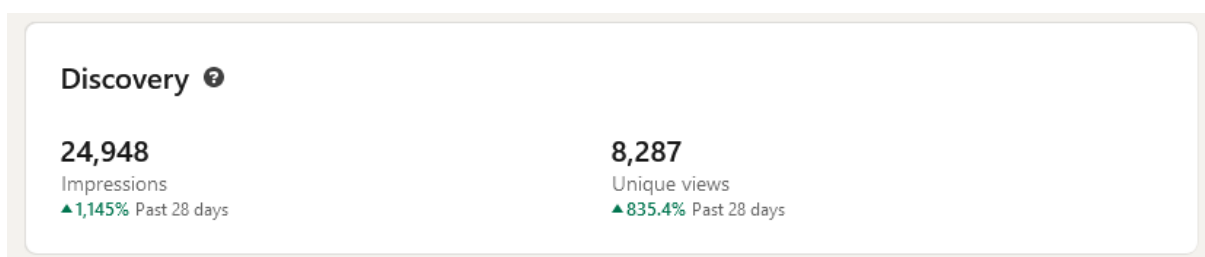 Discovery
24,948
Impressions
▲1,145% Past 28 days
8,287
Unique views
▲835.4% Past 28 days